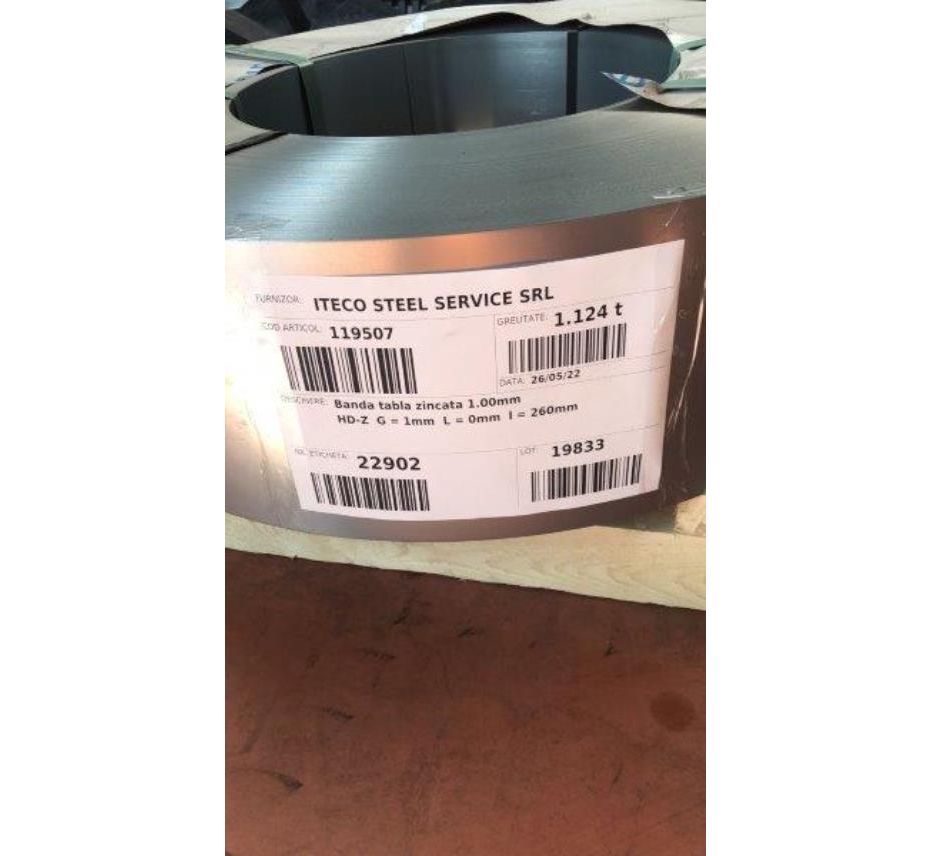 FURNIZOR: ITECO STEEL SERVICE SRL
COD ARTICOL: 119507
GREUTATE: 1.124 t
DATA: 26/05/22
DESCRIERE: Banda tabla zincata 1.00mm
HD-Z G = 1mm L = 0mm l = 260mm
NR. ETICHETA: 22902
LOT: 19833